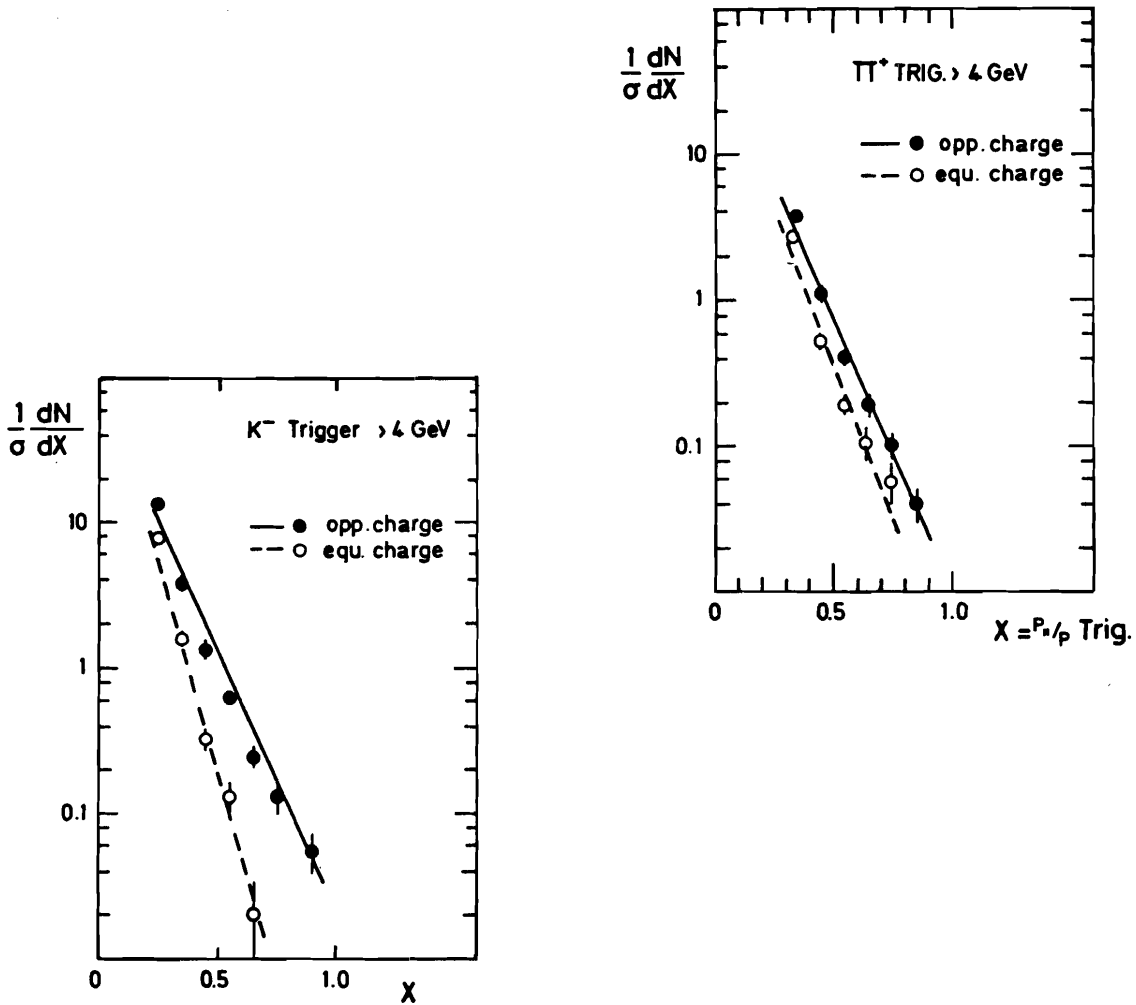 1 dN
σ dX
K⁻ Trigger > 4 GeV
opp. charge
equ. charge
10
1
0.1
0
0.5
1.0
X
1 dN
σ dX
π⁺ TRIG. > 4 GeV
opp. charge
equ. charge
10
1
0.1
0
0.5
1.0
X = P„/P Trig.